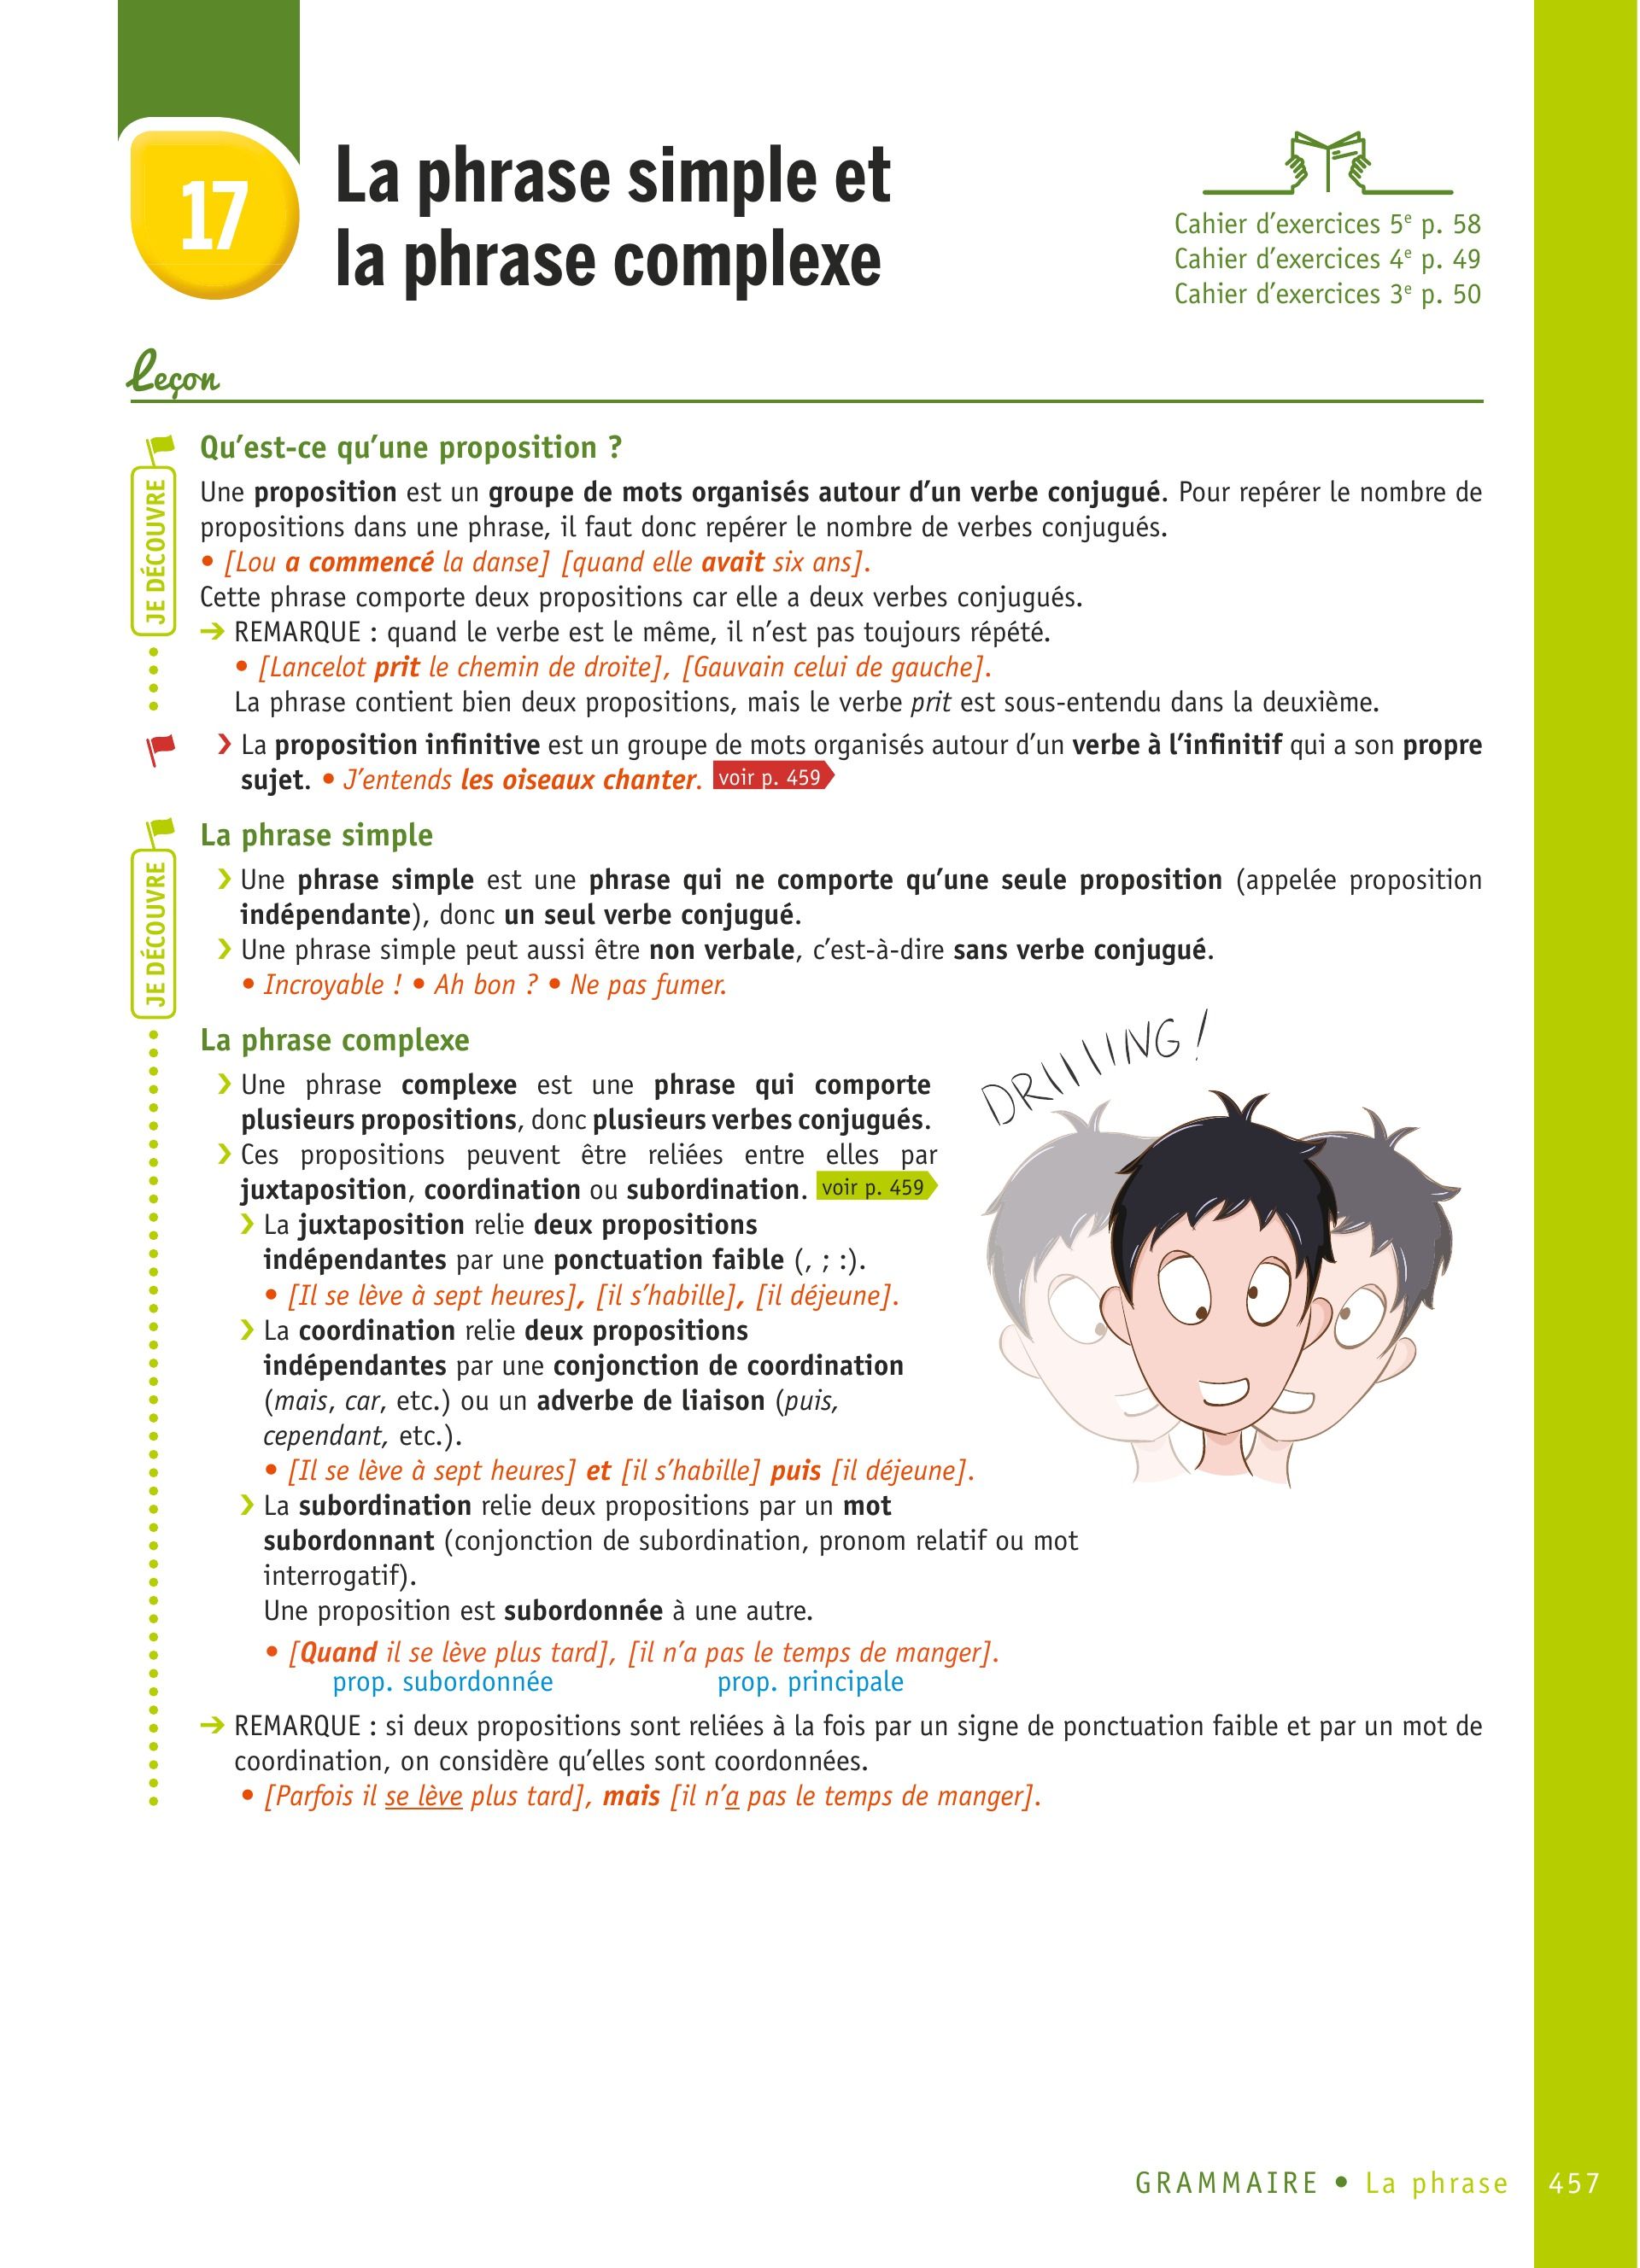 17
La phrase simple et
la phrase complexe
Cahier d’exercices 5e p. 58
Cahier d’exercices 4e p. 49
Cahier d’exercices 3e p. 50
Leçon
JE DÉCOUVRE
Qu’est-ce qu’une proposition ?
Une proposition est un groupe de mots organisés autour d’un verbe conjugué. Pour repérer le nombre de
propositions dans une phrase, il faut donc repérer le nombre de verbes conjugués.
• [Lou a commencé la danse] [quand elle avait six ans].
Cette phrase comporte deux propositions car elle a deux verbes conjugués.
➔ REMARQUE : quand le verbe est le même, il n’est pas toujours répété.
• [Lancelot prit le chemin de droite], [Gauvain celui de gauche].
La phrase contient bien deux propositions, mais le verbe prit est sous-entendu dans la deuxième.
› La proposition infinitive est un groupe de mots organisés autour d’un verbe à l’infinitif qui a son propre
sujet. • J’entends les oiseaux chanter. voir p. 459
JE DÉCOUVRE
La phrase simple
› Une phrase simple est une phrase qui ne comporte qu’une seule proposition (appelée proposition
indépendante), donc un seul verbe conjugué.
› Une phrase simple peut aussi être non verbale, c’est-à-dire sans verbe conjugué.
• Incroyable ! • Ah bon ? • Ne pas fumer.
La phrase complexe
› Une phrase complexe est une phrase qui comporte
plusieurs propositions, donc plusieurs verbes conjugués.
› Ces propositions peuvent être reliées entre elles par
juxtaposition, coordination ou subordination. voir p. 459
› La juxtaposition relie deux propositions
indépendantes par une ponctuation faible (, ; :).
• [Il se lève à sept heures], [il s’habille], [il déjeune].
› La coordination relie deux propositions
indépendantes par une conjonction de coordination
(mais, car, etc.) ou un adverbe de liaison (puis,
cependant, etc.).
• [Il se lève à sept heures] et [il s’habille] puis [il déjeune].
› La subordination relie deux propositions par un mot
subordonnant (conjonction de subordination, pronom relatif ou mot
interrogatif).
Une proposition est subordonnée à une autre.
• [Quand il se lève plus tard], [il n’a pas le temps de manger].
prop. subordonnée prop. principale
➔ REMARQUE : si deux propositions sont reliées à la fois par un signe de ponctuation faible et par un mot de
coordination, on considère qu’elles sont coordonnées.
• [Parfois il se lève plus tard], mais [il n’a pas le temps de manger].
DRIIIING !
GRAMMAIRE • La phrase 457